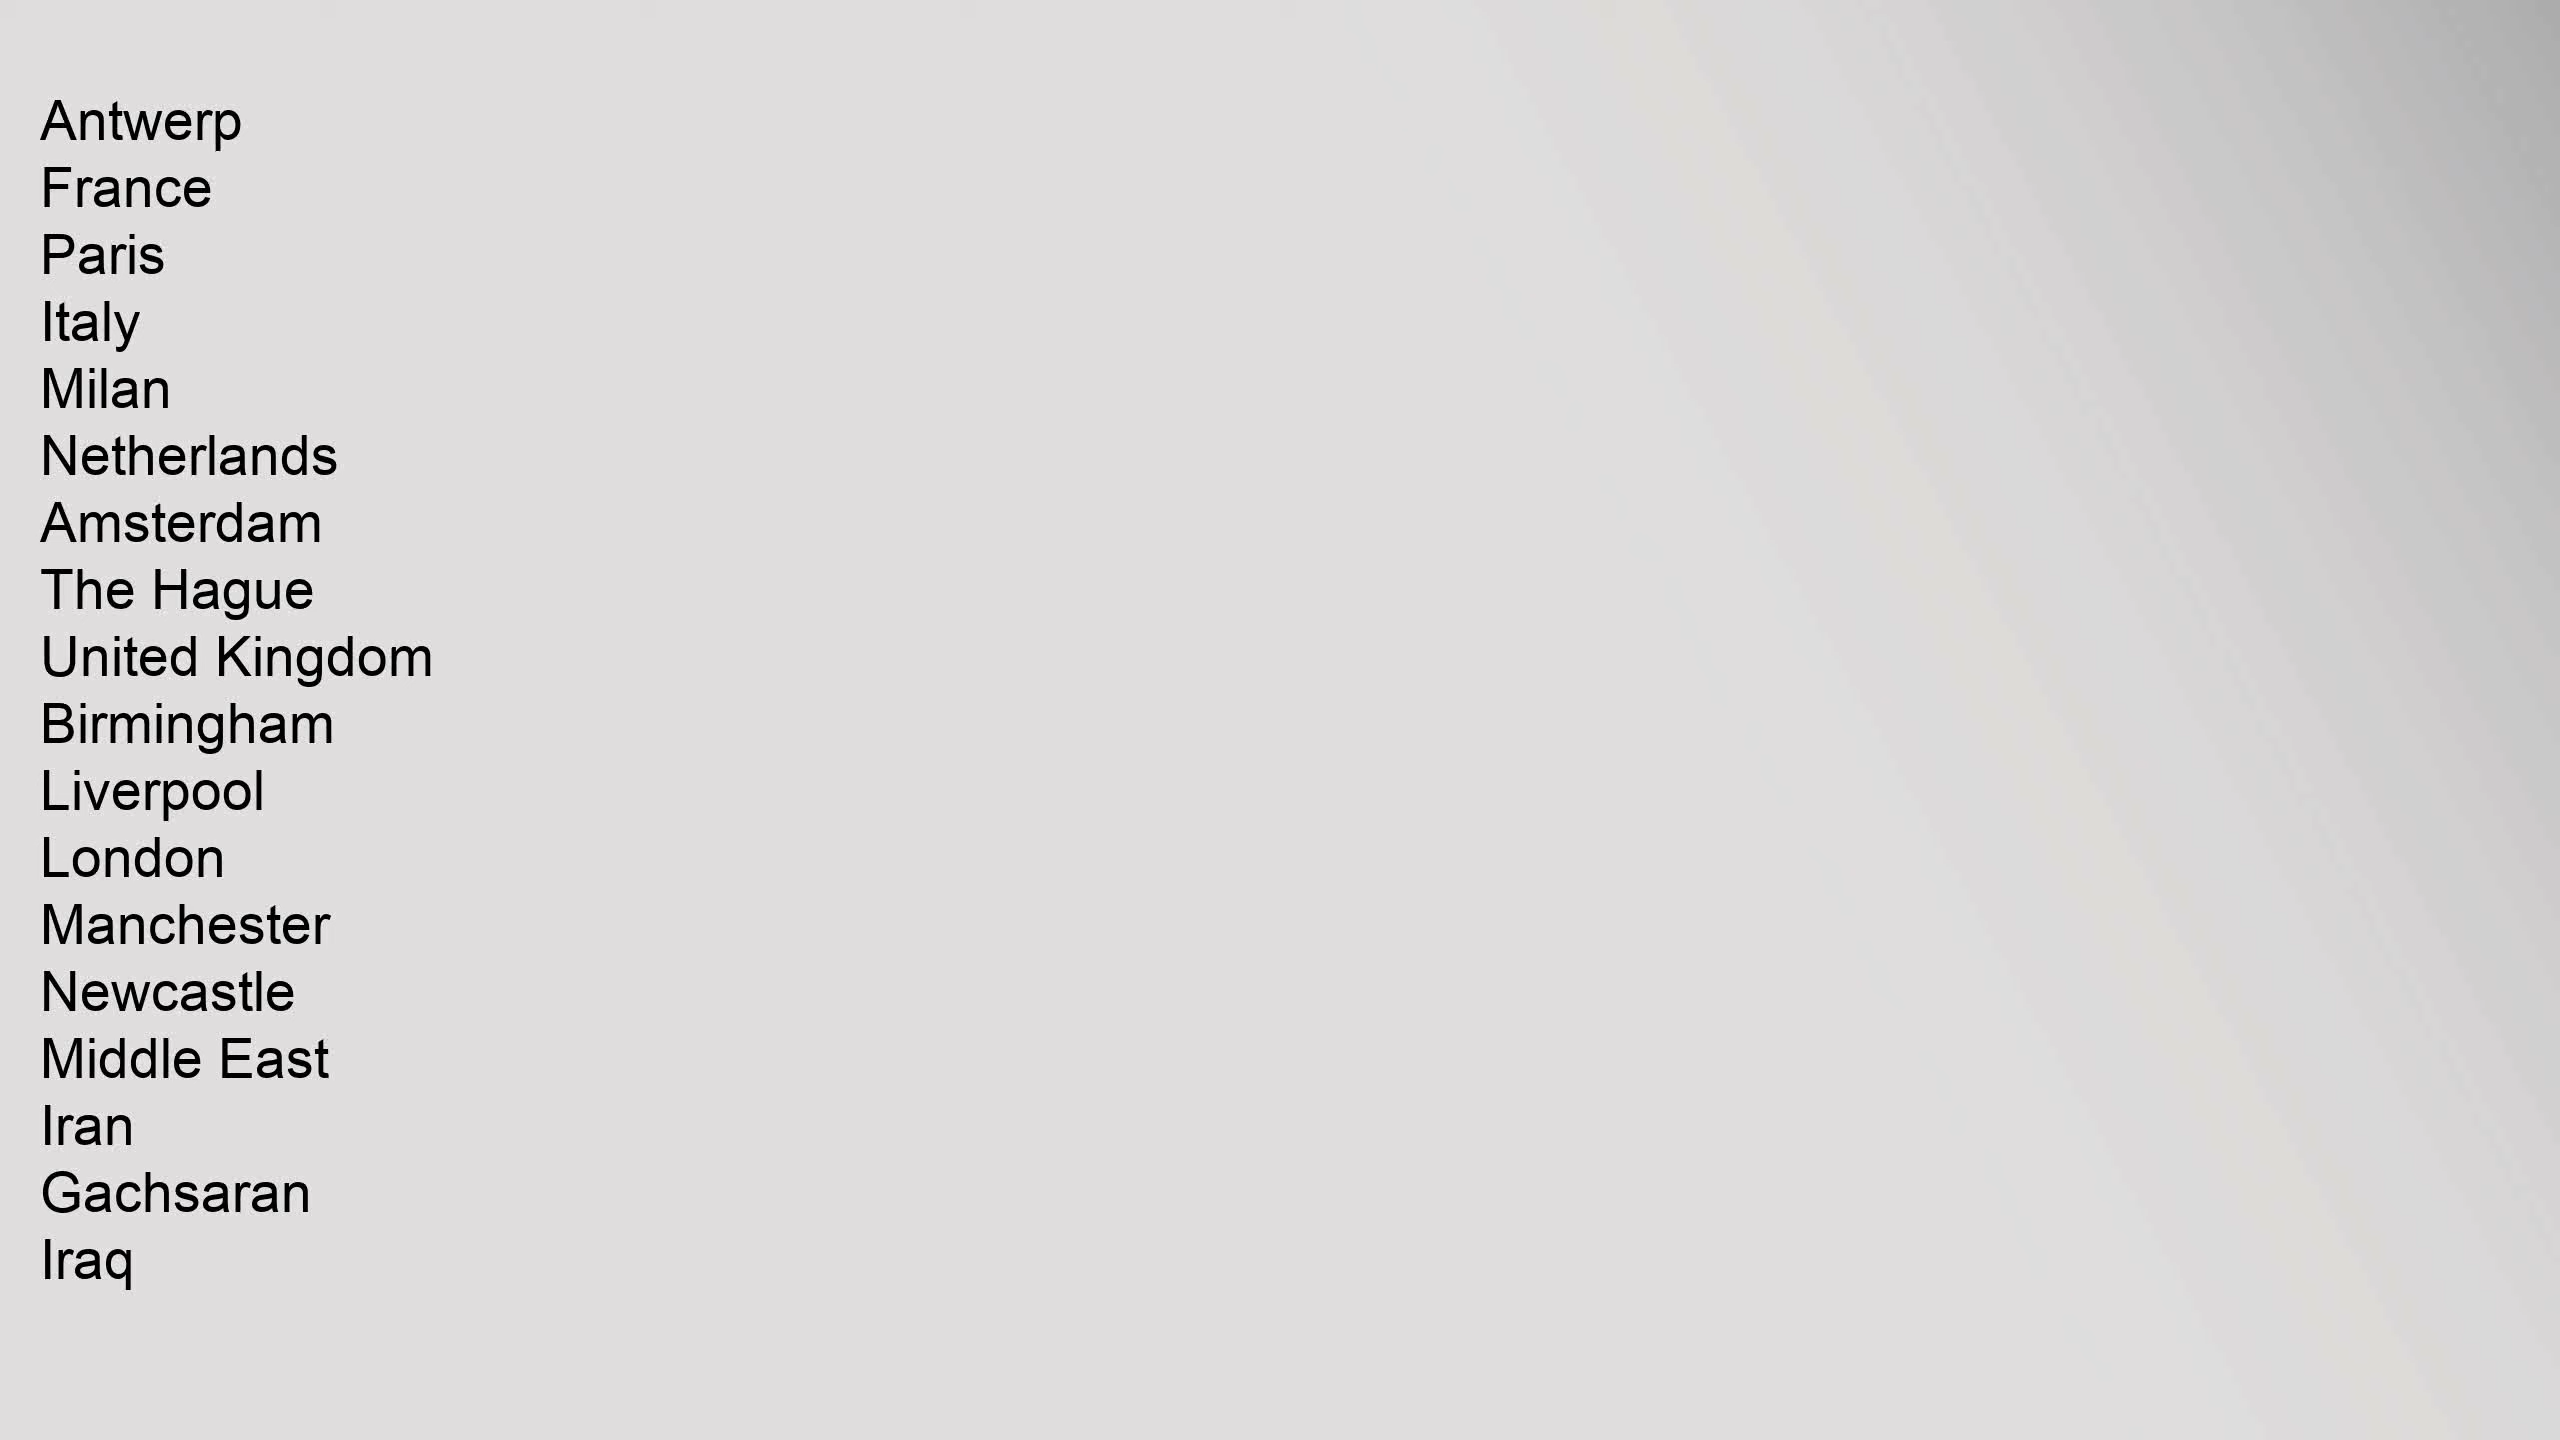 Antwerp
France
Paris
Italy
Milan
Netherlands
Amsterdam
The Hague
United Kingdom
Birmingham
Liverpool
London
Manchester
Newcastle
Middle East
Iran
Gachsaran
Iraq